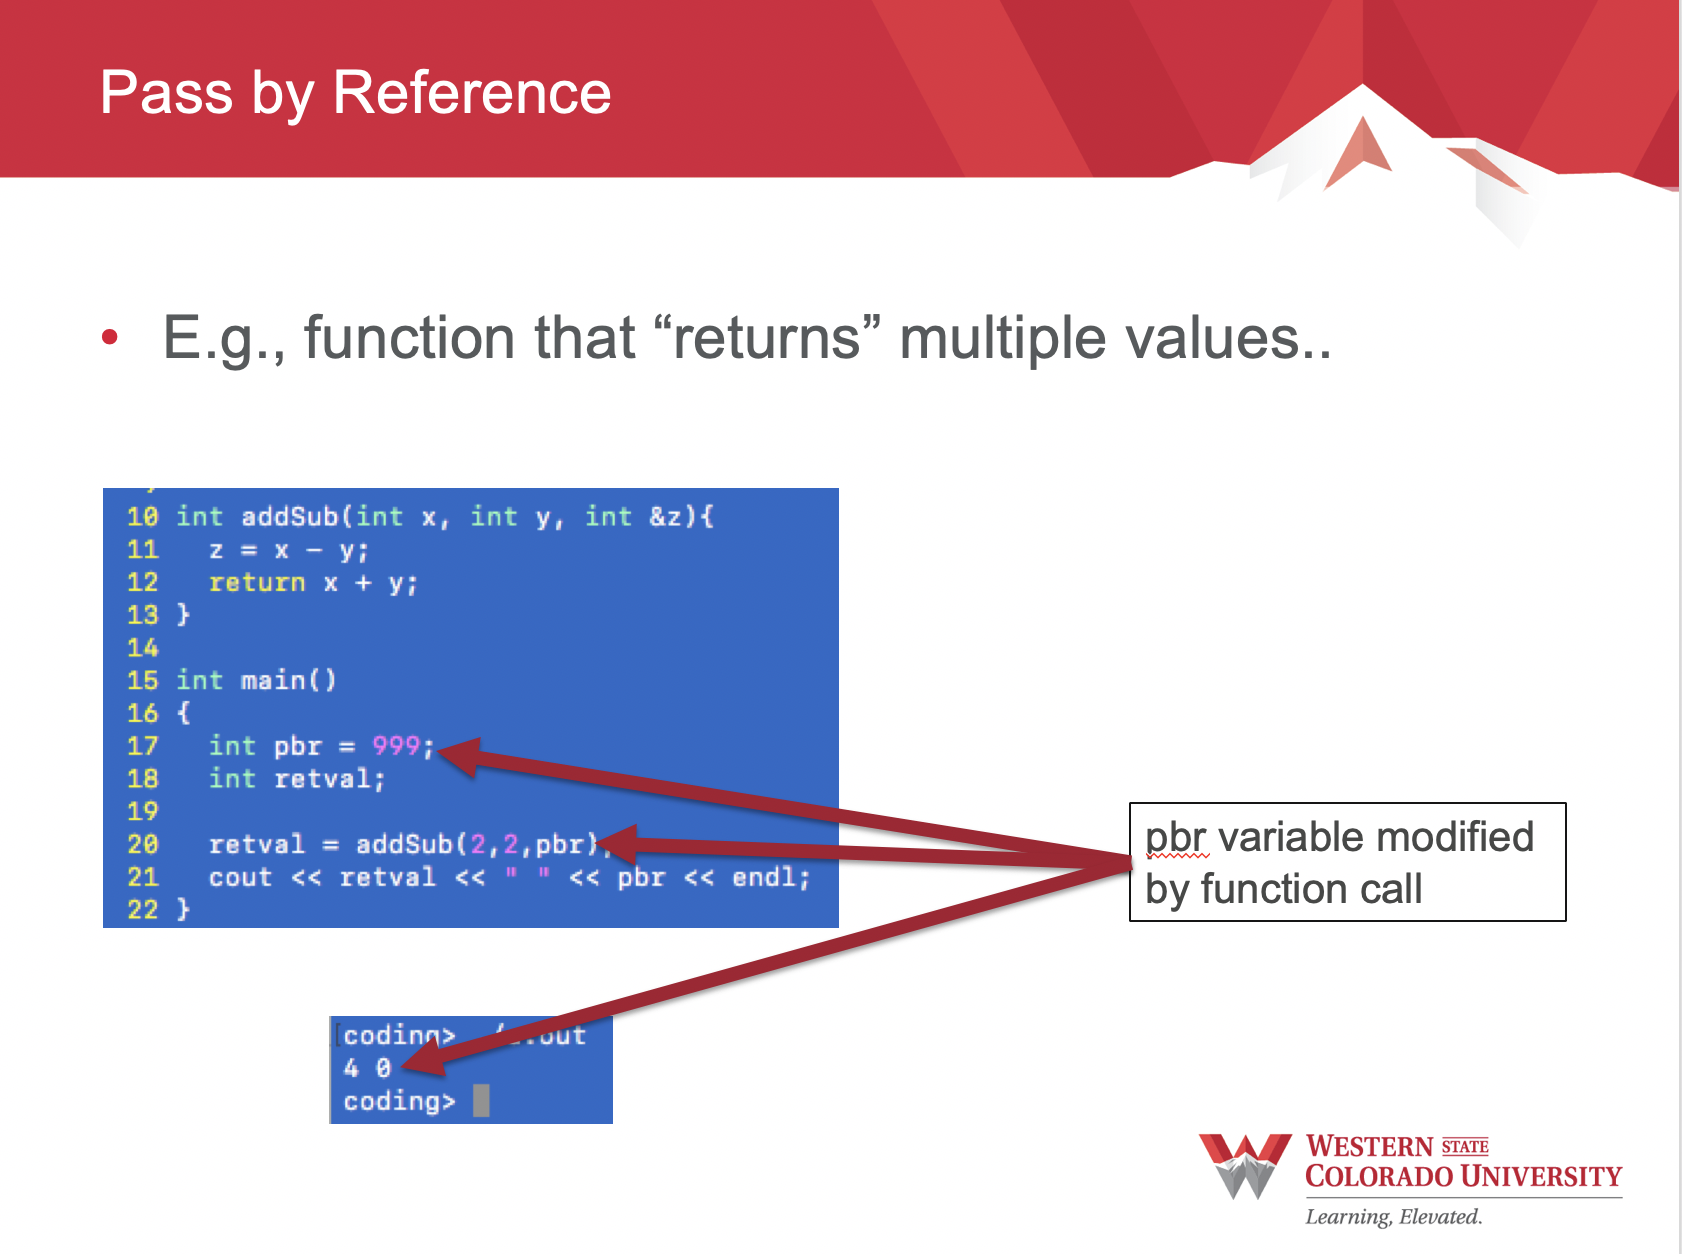 Pass by Reference
• E.g., function that “returns” multiple values..
10 int addSub(int x, int y, int &z){
11 z = x - y;
12 return x + y;
13 }
14
15 int main()
16 {
17 int pbr = 999;
18 int retval;
19
20 retval = addSub(2,2,pbr);
21 cout << retval << " " << pbr << endl;
22 }
pbr variable modified
by function call
[coding> ./a.out
4 0
coding>
WESTERN STATE
COLORADO UNIVERSITY
Learning, Elevated.